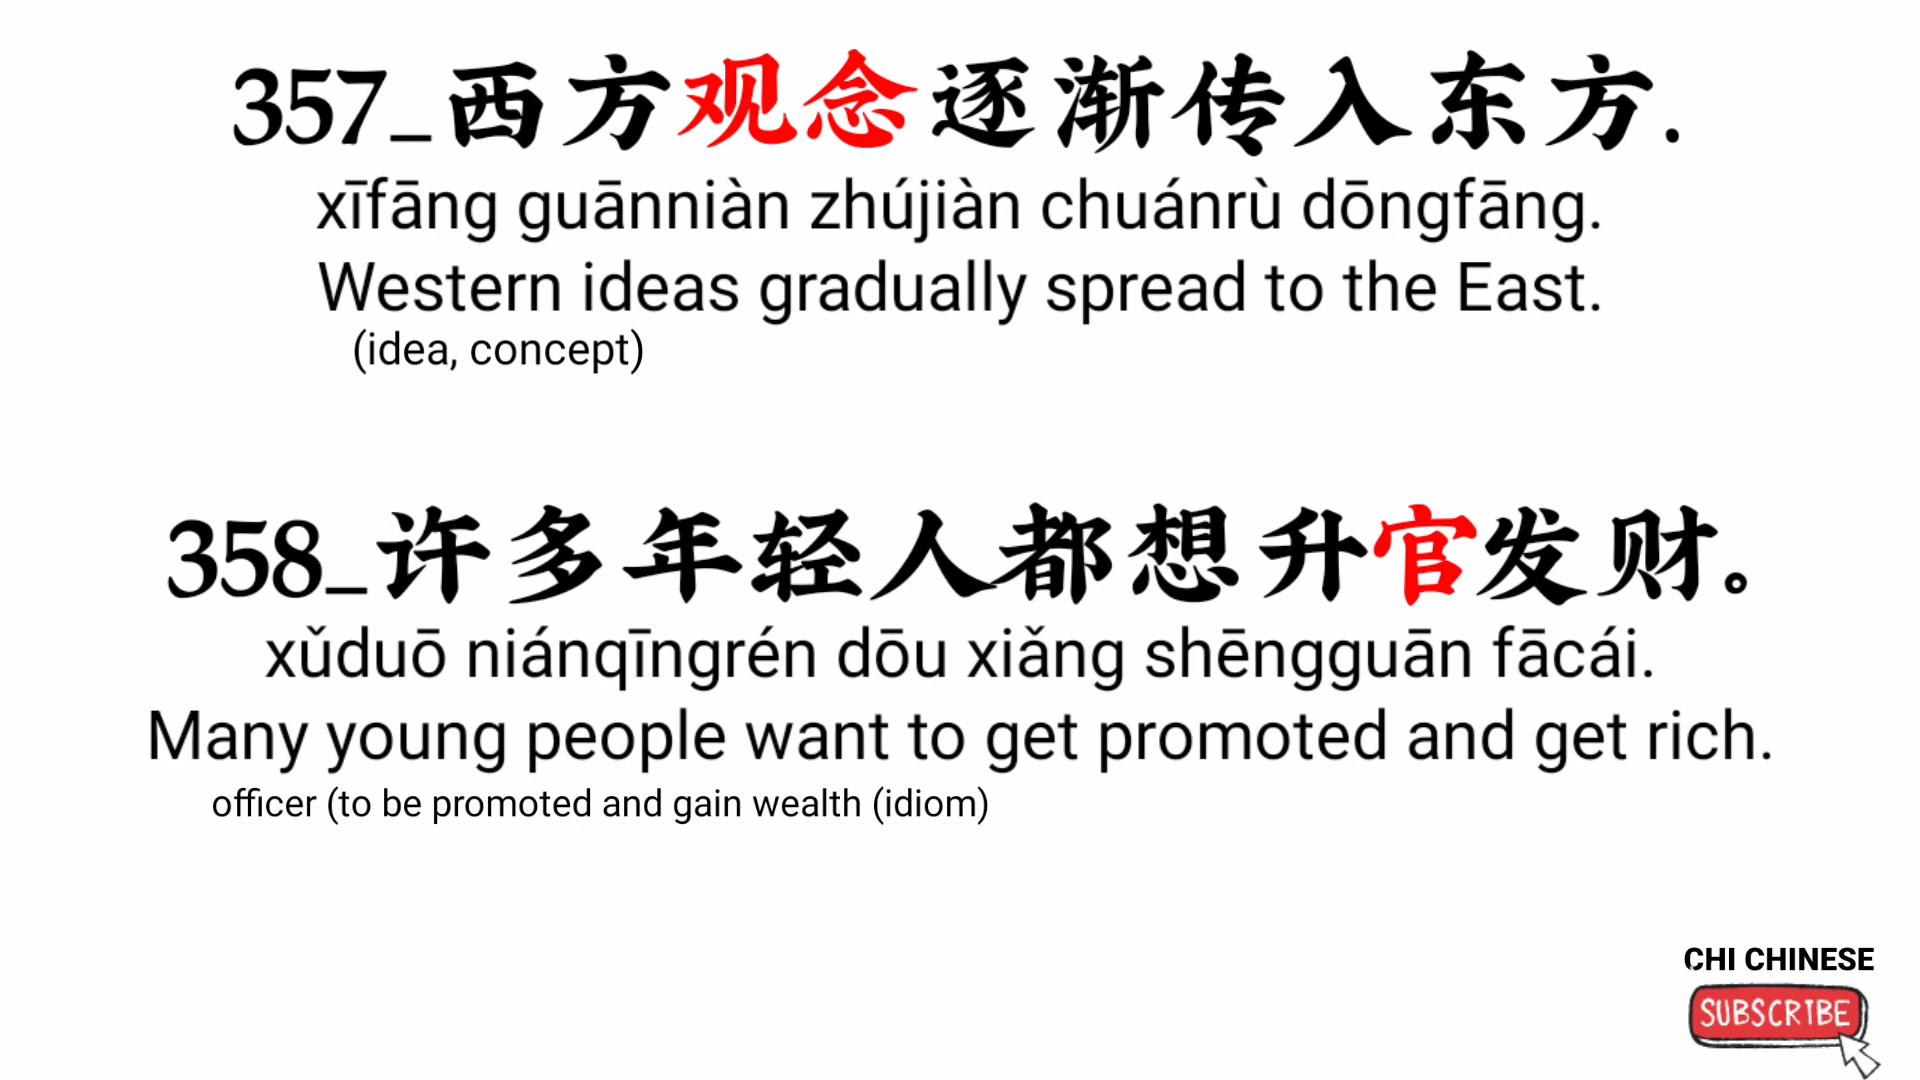 357_西方观念逐渐传入东方.
xīfāng guānniàn zhújiàn chuánrù dōngfāng.
Western ideas gradually spread to the East.
(idea, concept)
358_许多年轻人都想升官发财。
xǔduō niánqīngrén dōu xiǎng shēngguān fācái.
Many young people want to get promoted and get rich.
officer (to be promoted and gain wealth (idiom)
CHI CHINESE
SUBSCRIBE